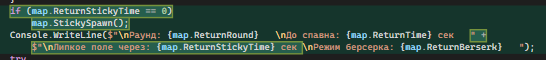 if (map.ReturnStickyTime == 0)
map.StickySpawn();
Console.WriteLine($"\nРаунд: {map.ReturnRound}   \nДо спавна: {map.ReturnTime} сек   " +
$"\nЛипкое поле через: {map.ReturnStickyTime} сек \nРежим берсерка: {map.ReturnBerserk}   ");
try